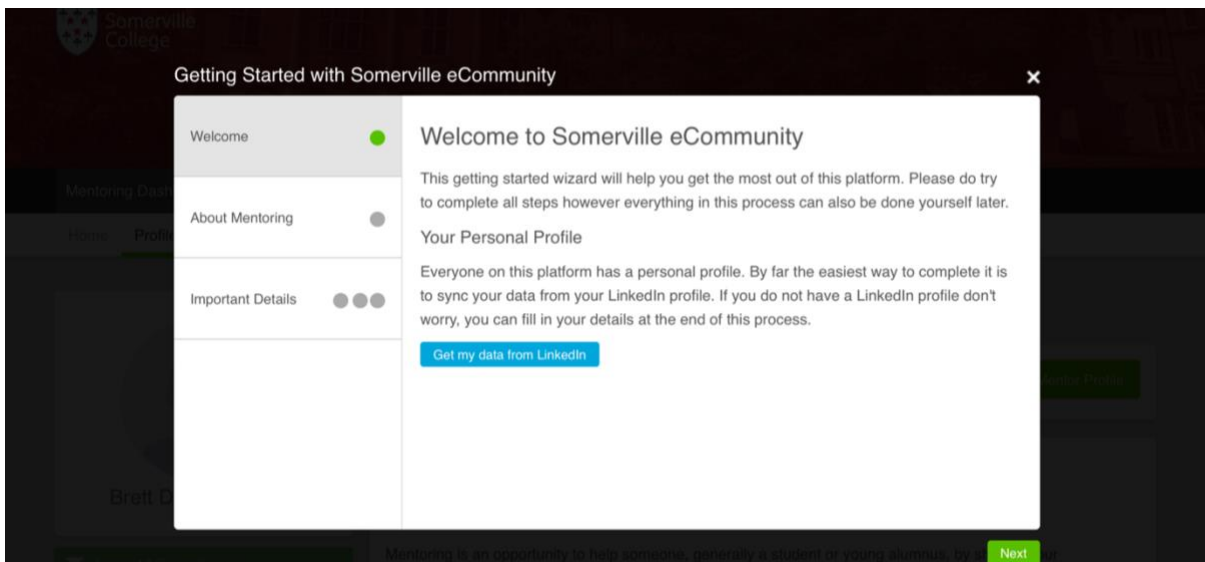 Somerville
College
Getting Started with Somerville eCommunity
Welcome
Welcome to Somerville eCommunity
This getting started wizard will help you get the most out of this platform. Please do try
to complete all steps however everything in this process can also be done yourself later.
Mentoring
About Mentoring
Your Personal Profile
Home
Everyone on this platform has a personal profile. By far the easiest way to complete it is
to sync your data from your LinkedIn profile. If you do not have a LinkedIn profile don't
worry, you can fill in your details at the end of this process.
Important Details
Get my data from LinkedIn
Profile
Brett D
Mentoring is an opportunity to help someone, generally a student or young alumnus, by
Next